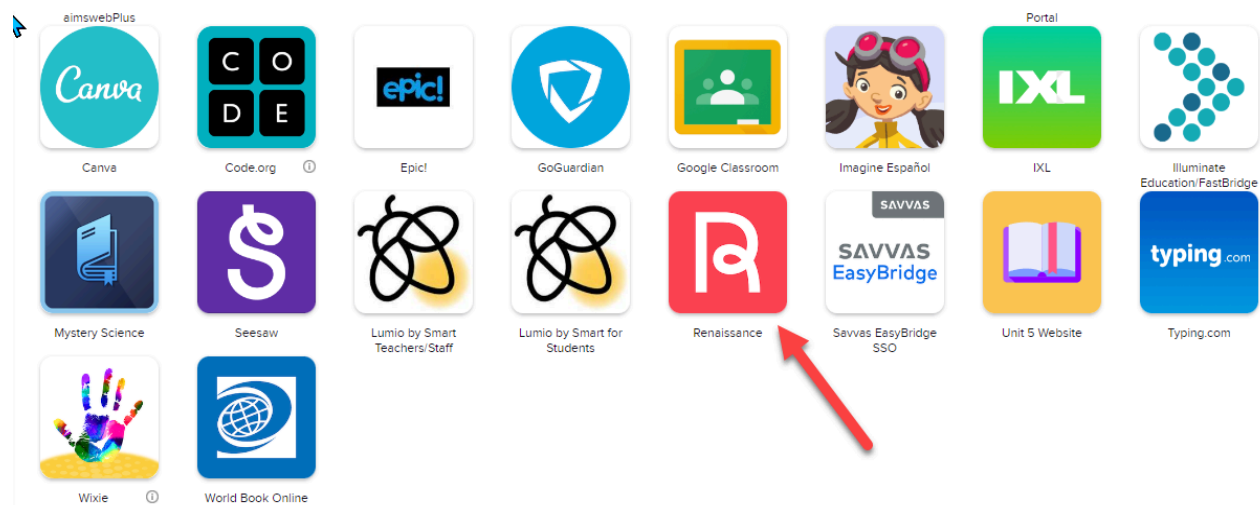 aimswebPlus
Portal
Canva
C O
D E
epic!
IXL
Canva
Code.org
Epic!
GoGuardian
Google Classroom
Imagine Español
IXL
Illuminate
Education/FastBridge
S
R
SAVVAS
SAVVAS
EasyBridge
typing.com
Mystery Science
Seesaw
Lumio by Smart
Teachers/Staff
Lumio by Smart for
Students
Renaissance
Savvas EasyBridge
SSO
Unit 5 Website
Typing.com
Wixie
World Book Online